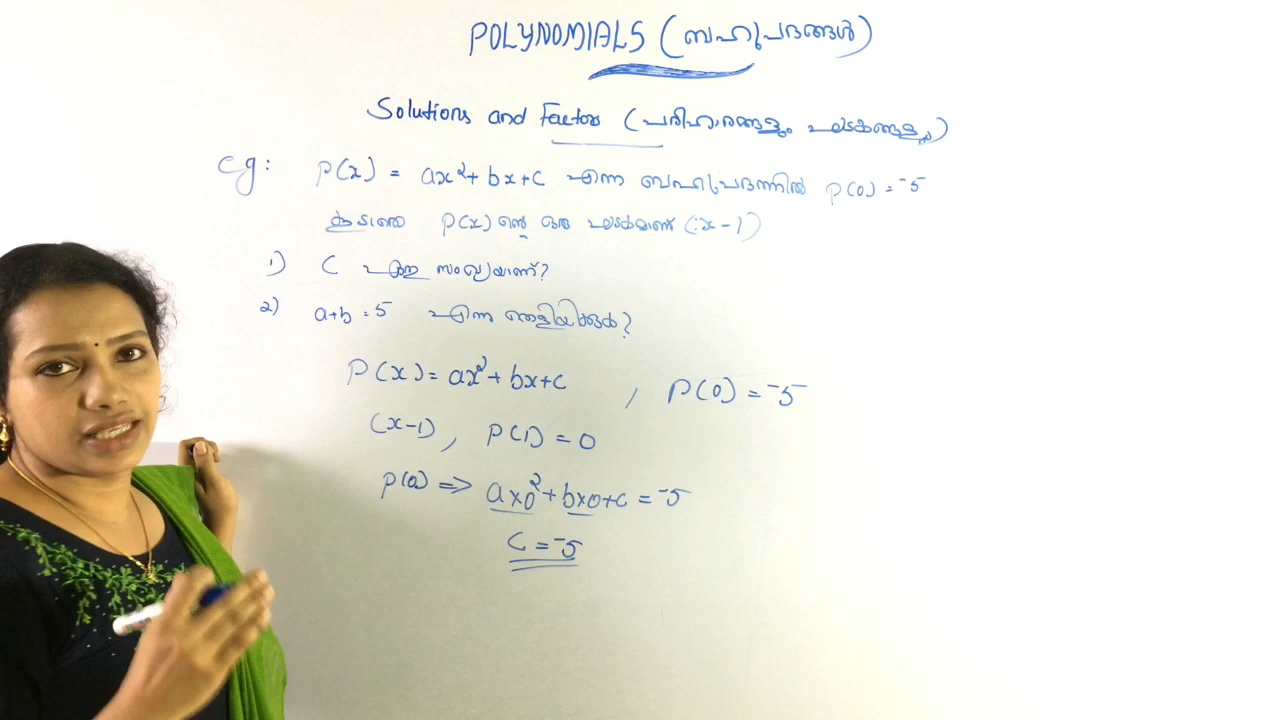 POLYNOMIALS (ബഹുപദങ്ങൾ)
Solutions and Factors (പരിഹാരങ്ങളും ഘടകങ്ങളും)
eg: P(x) = ax²+bx+c എന്ന ബഹുപദത്തിൽ p(0) = ⁻5
കൂടാതെ P(x) ന്റെ ഒരു ഘടകമാണ് (x-1)
1) C ഏത് സംഖ്യയാണ്?
2) a+b = 5 എന്ന് തെളിയിക്കുക?
P(x) = ax²+bx+c , P(0) = ⁻5
(x-1), P(1) = 0
p(0) ⇒ a×0²+b×0+c = ⁻5
C = ⁻5